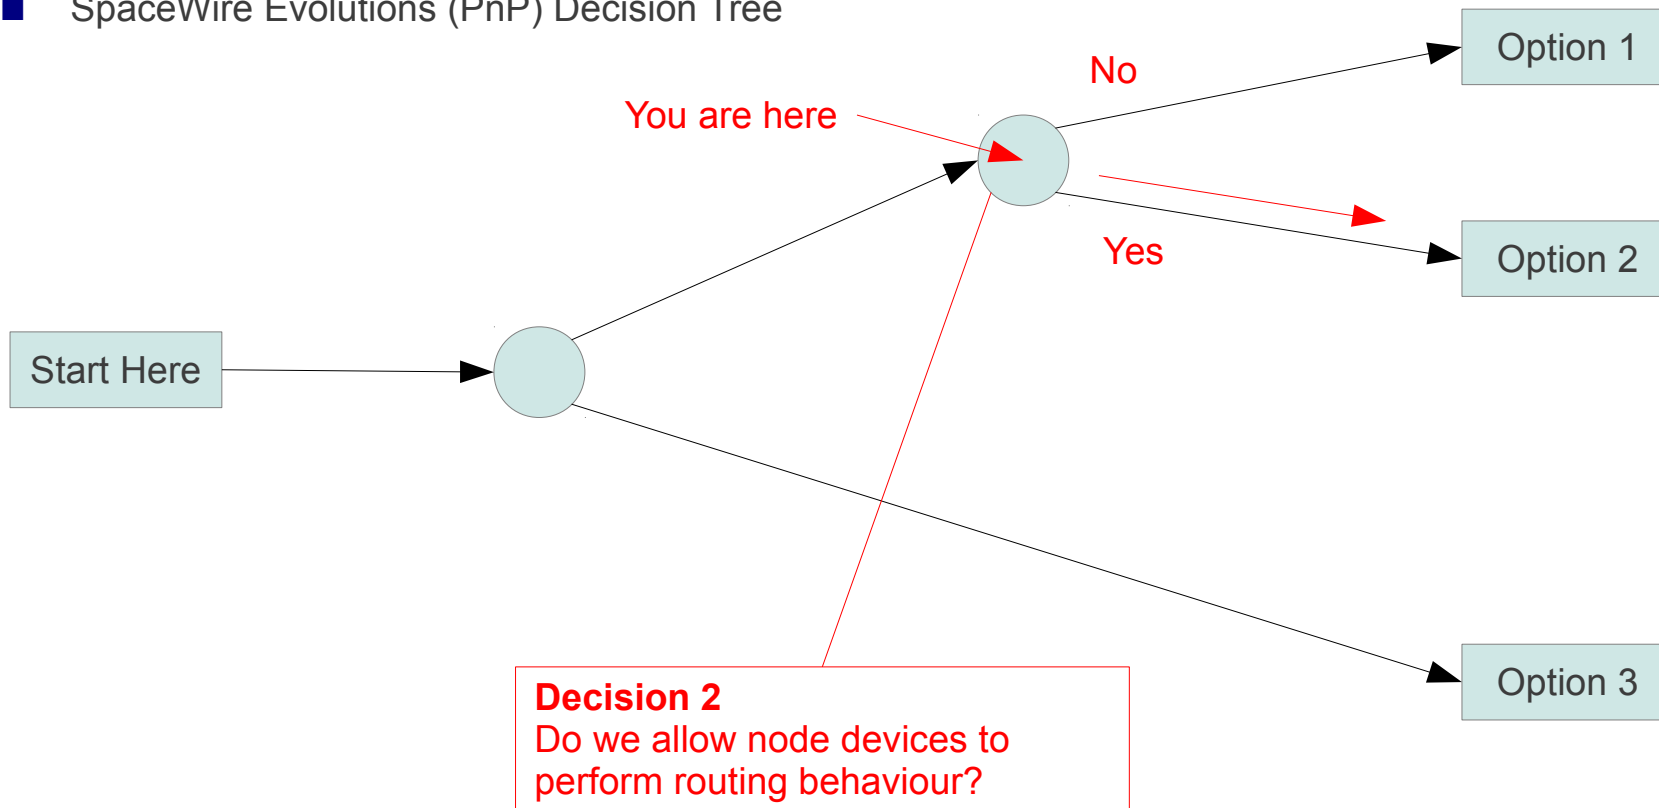 SpaceWire Evolutions (PnP) Decision Tree
Option 1
No
You are here
Yes
Option 2
Start Here
Option 3
Decision 2
Do we allow node devices to
perform routing behaviour?